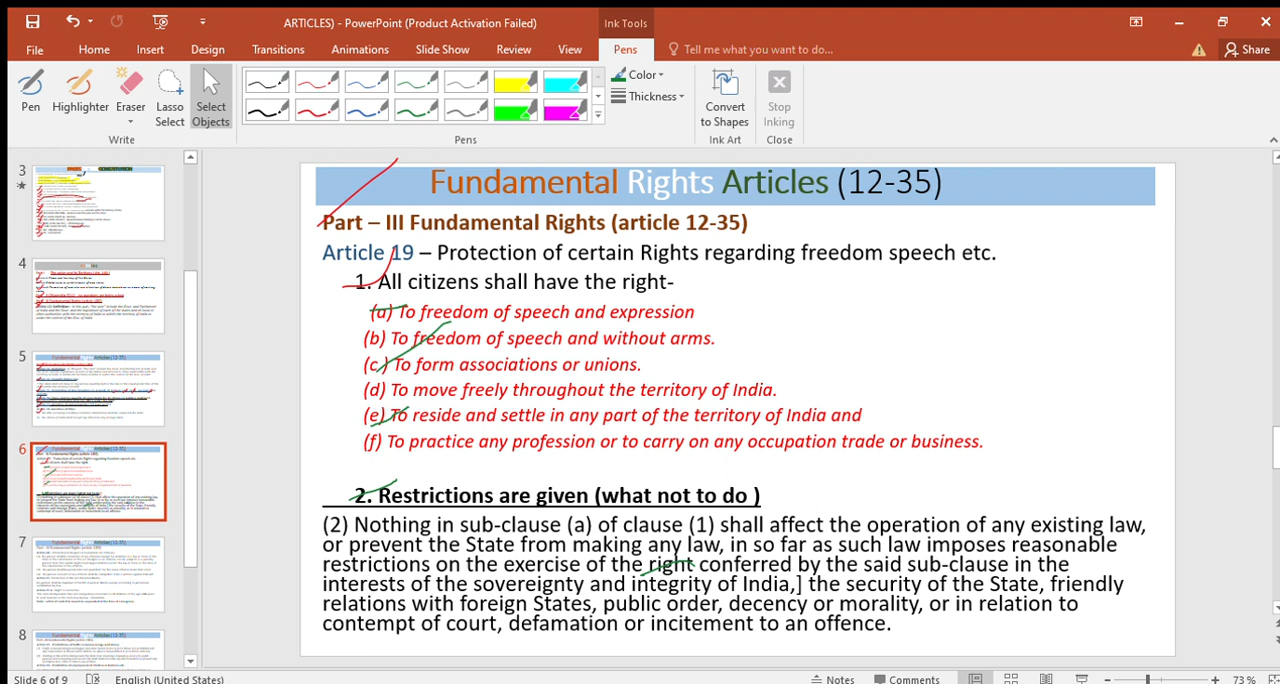 ARTICLES) - PowerPoint (Product Activation Failed)
Ink Tools
File Home Insert Design Transitions Animations Slide Show Review View Pens Tell me what you want to do... Share
Pen Highlighter Eraser Lasso Select Select Objects
Color
Thickness
Convert to Shapes
Stop Inking
Write Pens Ink Art Close
3
4
5
6
7
8
Fundamental Rights Articles (12-35)
Part – III Fundamental Rights (article 12-35)
Article 19 – Protection of certain Rights regarding freedom speech etc.
1. All citizens shall have the right-
(a) To freedom of speech and expression
(b) To freedom of speech and without arms.
(c) To form associations or unions.
(d) To move freely throughout the territory of India
(e) To reside and settle in any part of the territory of India and
(f) To practice any profession or to carry on any occupation trade or business.
2. Restrictions are given (what not to do)
(2) Nothing in sub-clause (a) of clause (1) shall affect the operation of any existing law,
or prevent the State from making any law, in so far as such law imposes reasonable
restrictions on the exercise of the right conferred by the said sub-clause in the
interests of the sovereignty and integrity of India, the security of the State, friendly
relations with foreign States, public order, decency or morality, or in relation to
contempt of court, defamation or incitement to an offence.
Slide 6 of 9 English (United States) Notes Comments 73 %